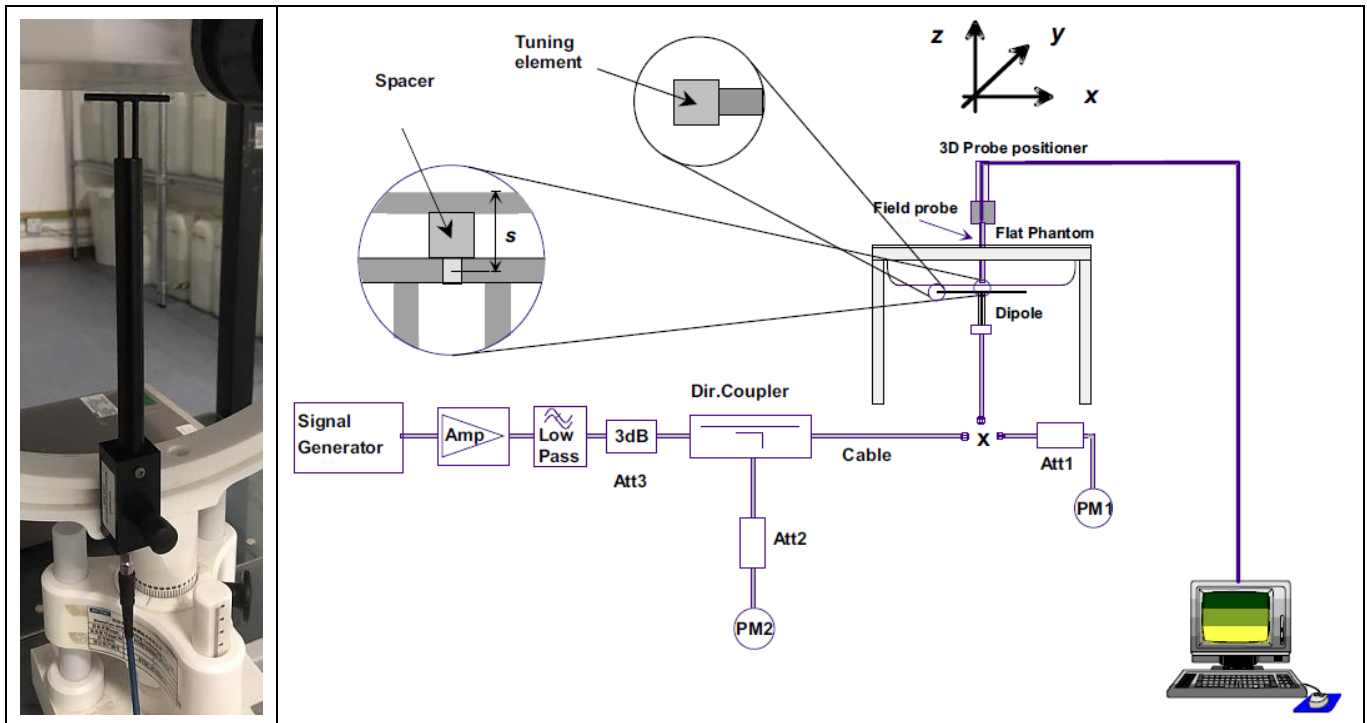 Tuning
element
Spacer
s
z
y
x
3D Probe positioner
Field probe
Flat Phantom
Dipole
Dir.Coupler
Signal
Generator
Amp
Low
Pass
3dB
Att3
Cable
x
Att1
PM1
Att2
PM2